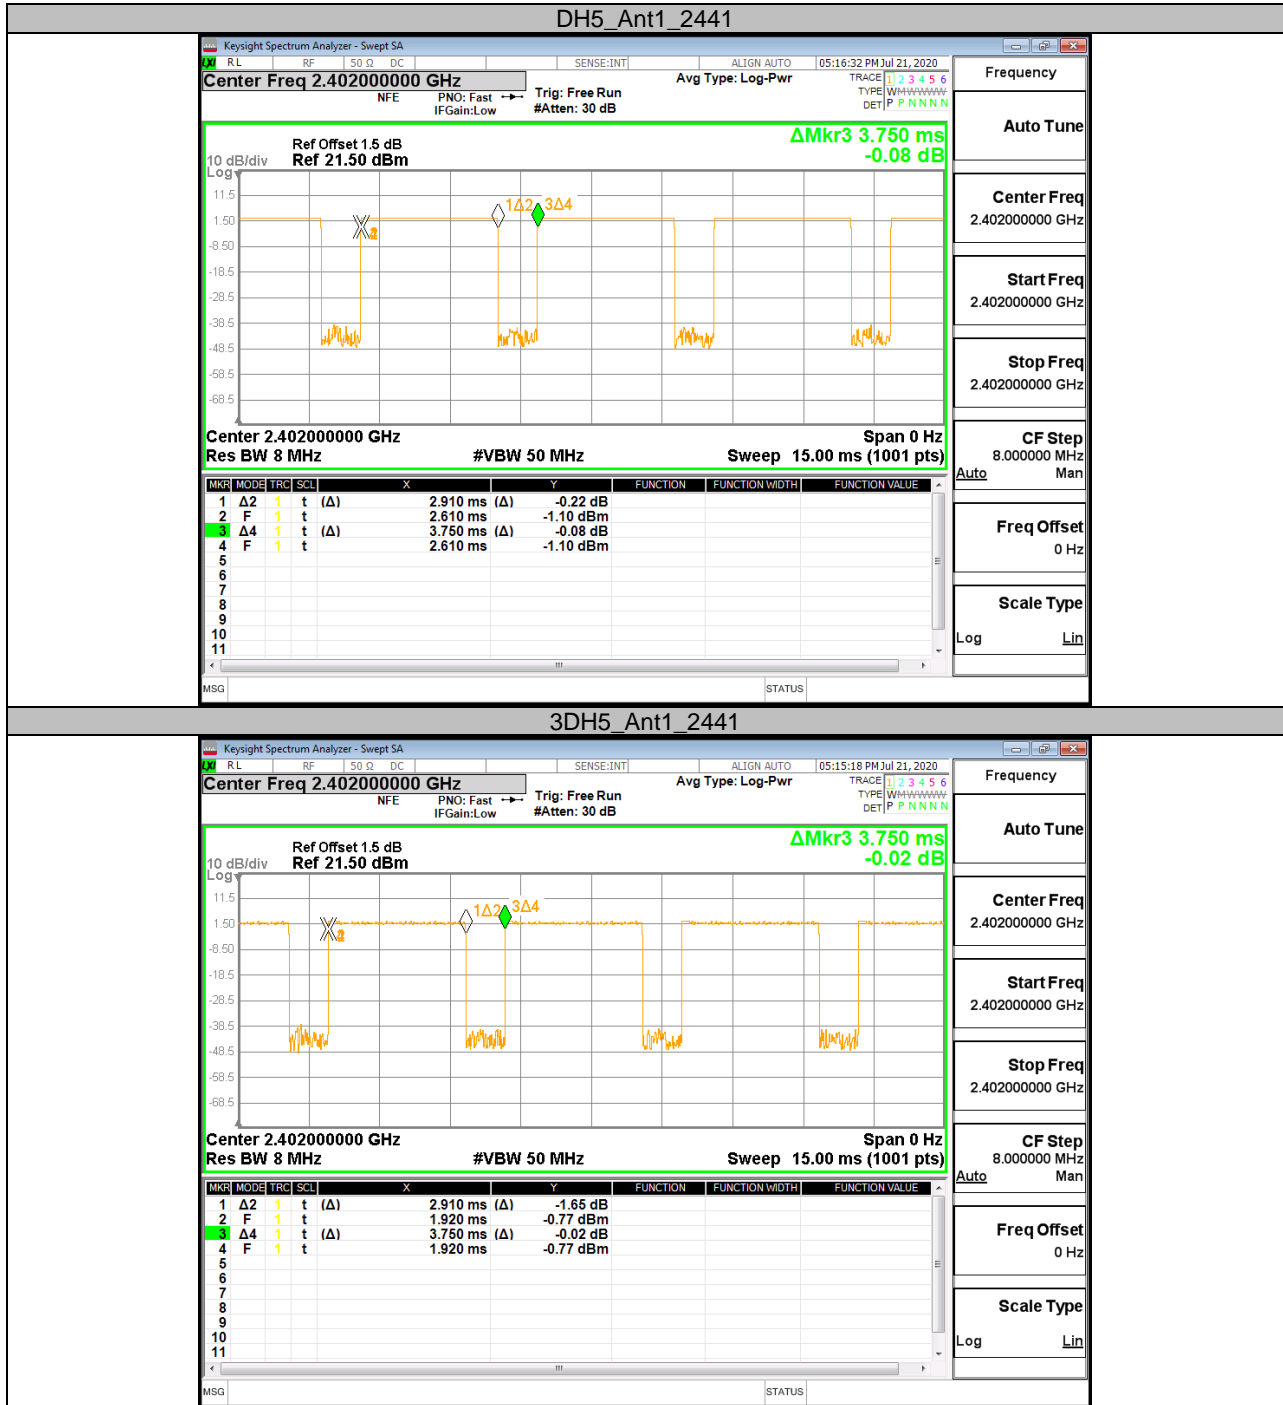 DH5_Ant1_2441
Keysight Spectrum Analyzer - Swept SA
LXI RL RF 50 Ω DC SENSE:INT ALIGN AUTO 05:16:32 PM Jul 21, 2020
Center Freq 2.402000000 GHz
NFE
PNO: Fast
IFGain:Low
Trig: Free Run
#Atten: 30 dB
Avg Type: Log-Pwr
TRACE 1 2 3 4 5 6
TYPE WMWWWW
DET P P N N N N
ΔMkr3 3.750 ms
-0.08 dB
Ref Offset 1.5 dB
10 dB/div Ref 21.50 dBm
Log
11.5
1.50
-8.50
-18.5
-28.5
-38.5
-48.5
-58.5
-68.5
1Δ2 3Δ4
Center 2.402000000 GHz Span 0 Hz
Res BW 8 MHz #VBW 50 MHz Sweep 15.00 ms (1001 pts)
MKR MODE TRC SCL X Y FUNCTION FUNCTION WIDTH FUNCTION VALUE
1 Δ2 1 t (Δ) 2.910 ms (Δ) -0.22 dB
2 F 1 t 2.610 ms -1.10 dBm
3 Δ4 1 t (Δ) 3.750 ms (Δ) -0.08 dB
4 F 1 t 2.610 ms -1.10 dBm
5
6
7
8
9
10
11
MSG STATUS
Frequency
Auto Tune
Center Freq
2.402000000 GHz
Start Freq
2.402000000 GHz
Stop Freq
2.402000000 GHz
CF Step
8.000000 MHz
Auto Man
Freq Offset
0 Hz
Scale Type
Log Lin
3DH5_Ant1_2441
Keysight Spectrum Analyzer - Swept SA
LXI RL RF 50 Ω DC SENSE:INT ALIGN AUTO 05:15:18 PM Jul 21, 2020
Center Freq 2.402000000 GHz
NFE
PNO: Fast
IFGain:Low
Trig: Free Run
#Atten: 30 dB
Avg Type: Log-Pwr
TRACE 1 2 3 4 5 6
TYPE WMWWWW
DET P P N N N N
ΔMkr3 3.750 ms
-0.02 dB
Ref Offset 1.5 dB
10 dB/div Ref 21.50 dBm
Log
11.5
1.50
-8.50
-18.5
-28.5
-38.5
-48.5
-58.5
-68.5
1Δ2 3Δ4
Center 2.402000000 GHz Span 0 Hz
Res BW 8 MHz #VBW 50 MHz Sweep 15.00 ms (1001 pts)
MKR MODE TRC SCL X Y FUNCTION FUNCTION WIDTH FUNCTION VALUE
1 Δ2 1 t (Δ) 2.910 ms (Δ) -1.65 dB
2 F 1 t 1.920 ms -0.77 dBm
3 Δ4 1 t (Δ) 3.750 ms (Δ) -0.02 dB
4 F 1 t 1.920 ms -0.77 dBm
5
6
7
8
9
10
11
MSG STATUS
Frequency
Auto Tune
Center Freq
2.402000000 GHz
Start Freq
2.402000000 GHz
Stop Freq
2.402000000 GHz
CF Step
8.000000 MHz
Auto Man
Freq Offset
0 Hz
Scale Type
Log Lin